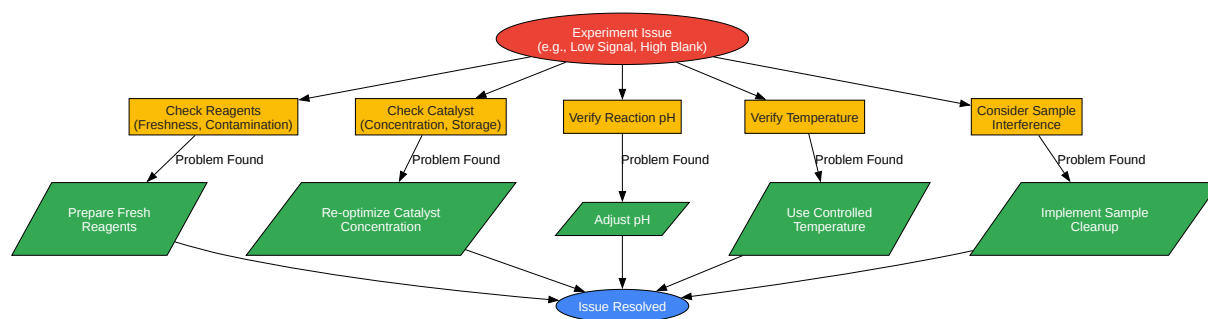 Experiment Issue
(e.g., Low Signal, High Blank)
Check Reagents
(Freshness, Contamination)
Check Catalyst
(Concentration, Storage)
Verify Reaction pH
Verify Temperature
Consider Sample
Interference
Problem Found
Problem Found
Problem Found
Problem Found
Problem Found
Prepare Fresh
Reagents
Re-optimize Catalyst
Concentration
Adjust pH
Use Controlled
Temperature
Implement Sample
Cleanup
Issue Resolved